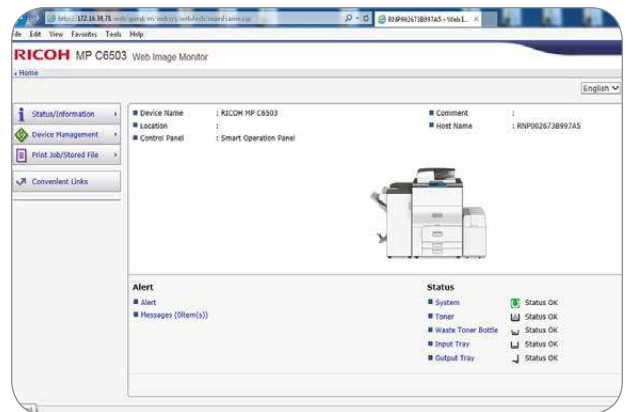 Edit View Favorites Tools Help
RICOH MP C6503 Web Image Monitor
Home
English
Status/Information
Device Management
Print Job/Stored File
Convenient Links
Device Name : RICOH MP C6503
Location :
Control Panel : Smart Operation Panel
Comment :
Host Name : RNP002673B997A5
Alert
Alert
Messages (0item(s))
Status
System Status OK
Toner Status OK
Waste Toner Bottle Status OK
Input Tray Status OK
Output Tray Status OK